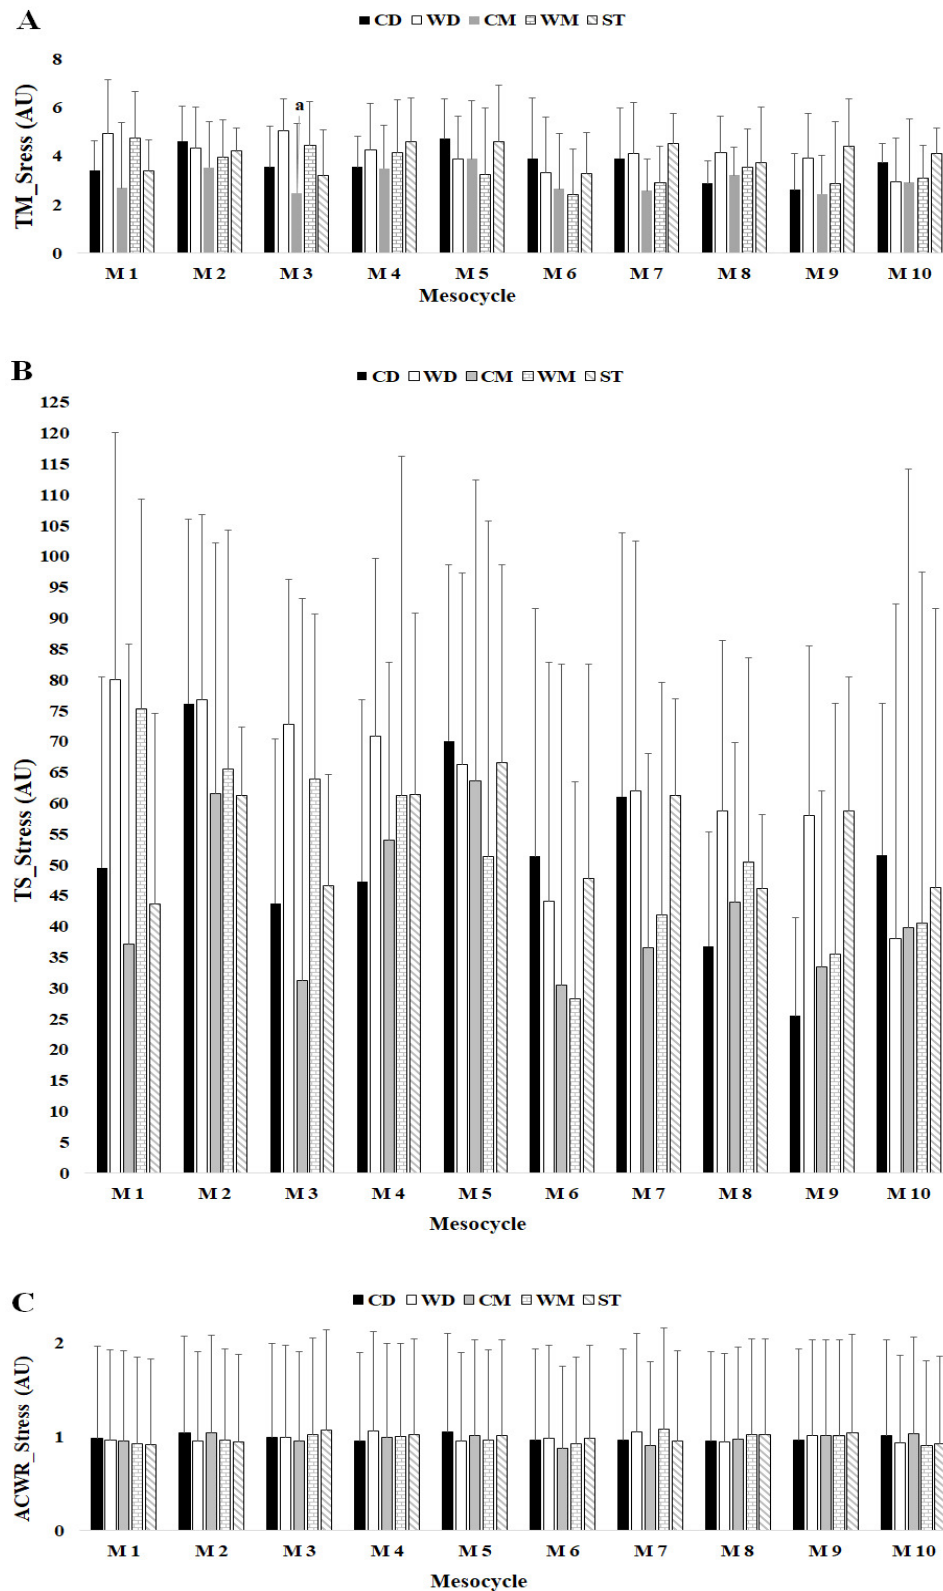 A
CD WD CM WM ST
TM_Sress (AU)
8
6
4
2
0
a
M 1 M 2 M 3 M 4 M 5 M 6 M 7 M 8 M 9 M 10
Mesocycle
B
CD WD CM WM ST
TS_Stress (AU)
125
120
115
110
105
100
95
90
85
80
75
70
65
60
55
50
45
40
35
30
25
20
15
10
5
0
M 1 M 2 M 3 M 4 M 5 M 6 M 7 M 8 M 9 M 10
Mesocycle
C
CD WD CM WM ST
ACWR_Stress (AU)
2
1
0
M 1 M 2 M 3 M 4 M 5 M 6 M 7 M 8 M 9 M 10
Mesocycle